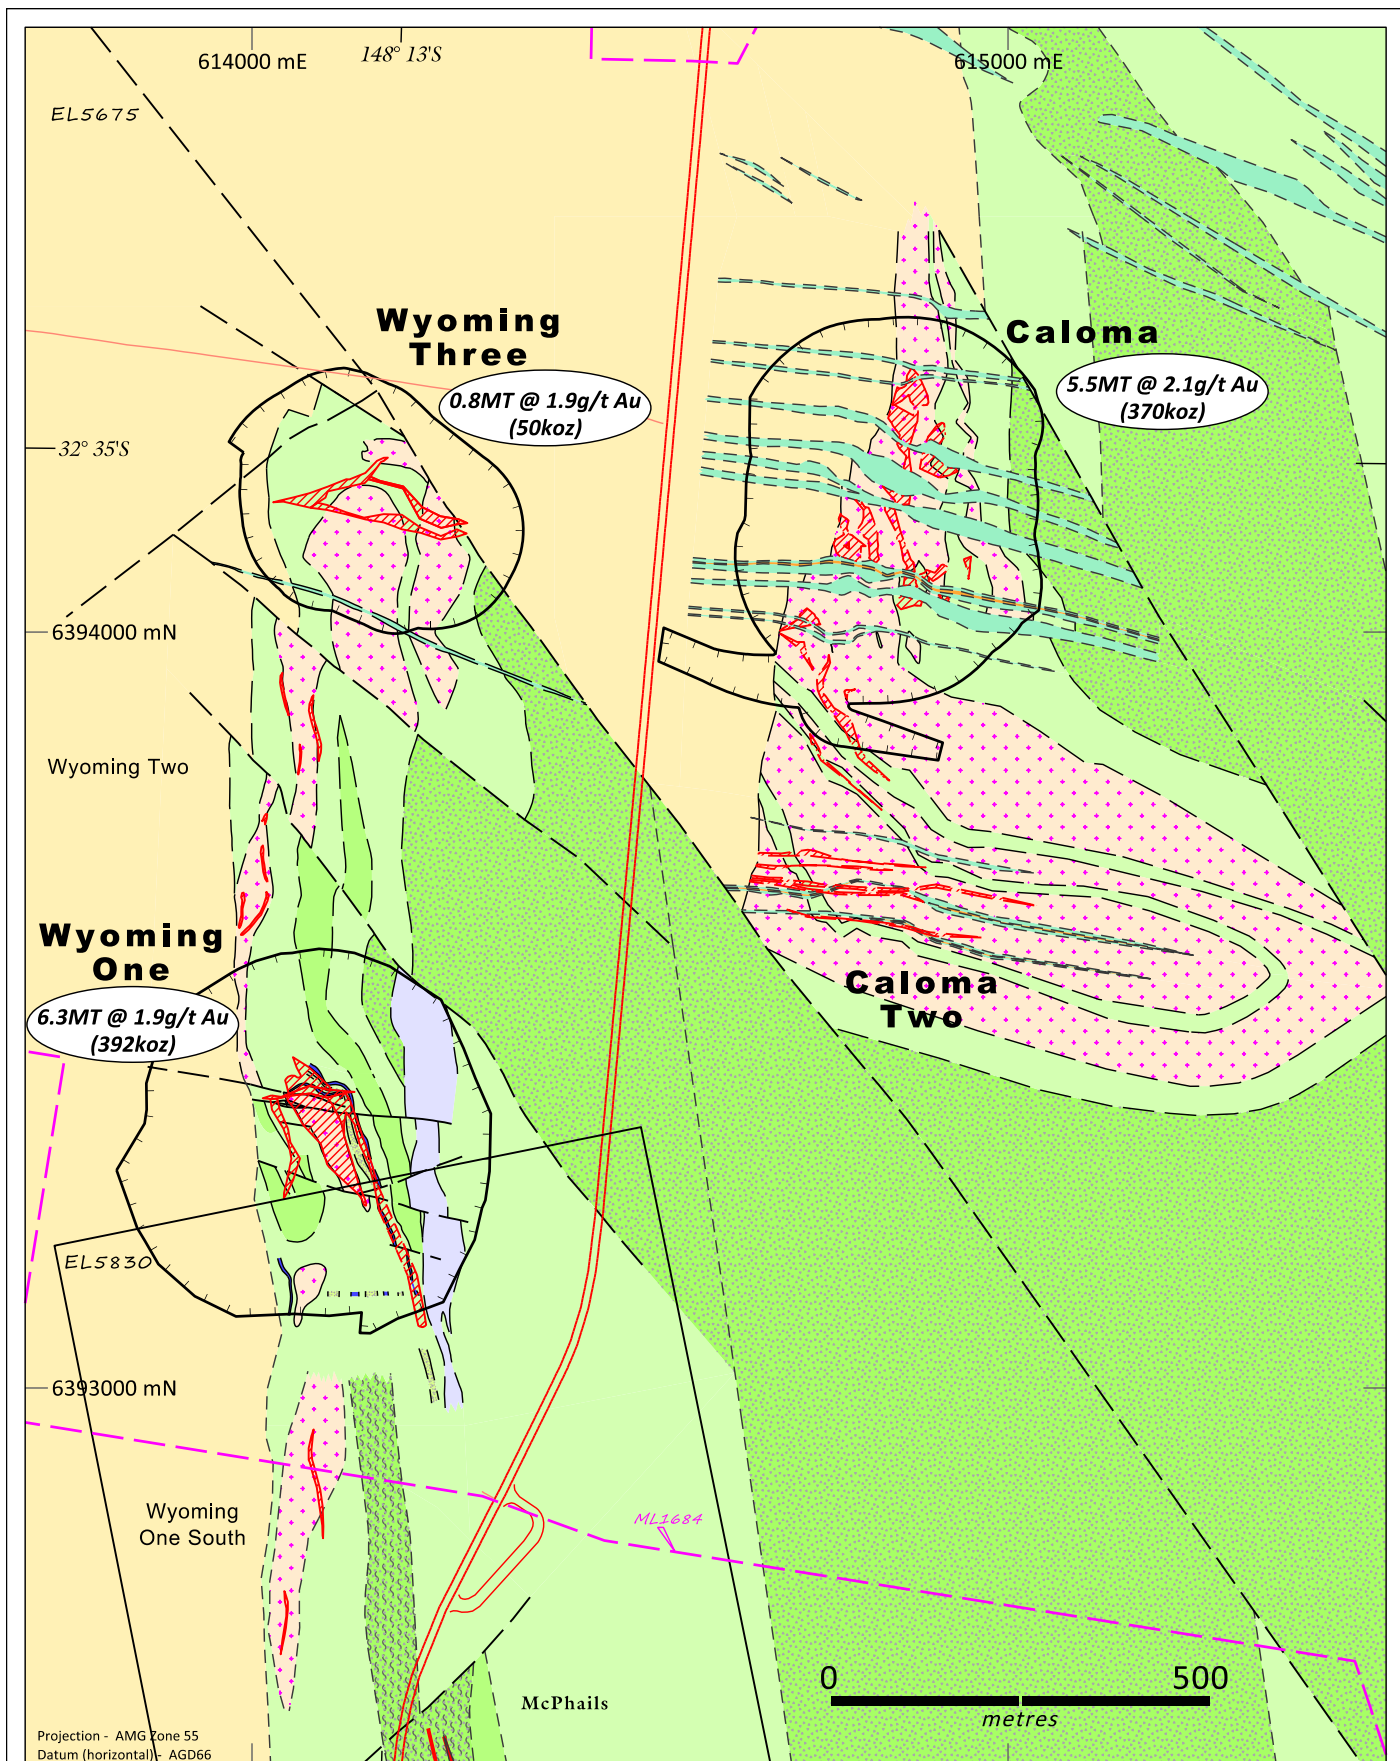 614000 mE
148° 13'S
615000 mE
EL5675
Wyoming
Three
Caloma
0.8MT @ 1.9g/t Au
(50koz)
5.5MT @ 2.1g/t Au
(370koz)
32° 35'S
6394000 mN
Wyoming Two
Wyoming
One
6.3MT @ 1.9g/t Au
(392koz)
Caloma
Two
EL5830
6393000 mN
Wyoming
One South
ML1684
McPhails
0 500
metres
Projection - AMG Zone 55
Datum (horizontal) - AGD66